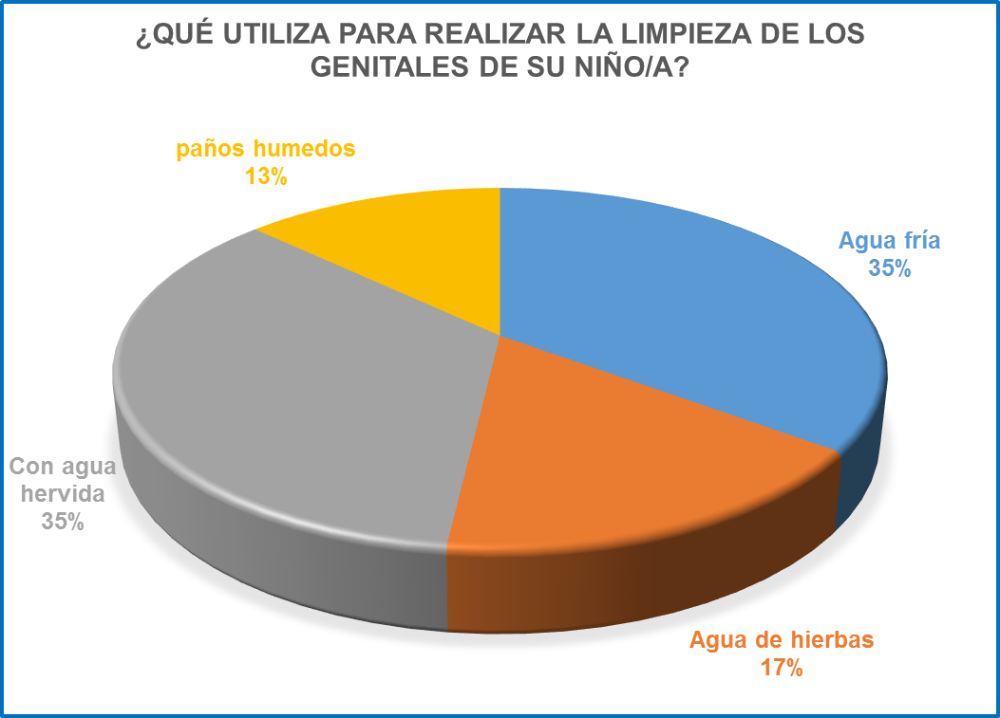 ¿QUÉ UTILIZA PARA REALIZAR LA LIMPIEZA DE LOS
GENITALES DE SU NIÑO/A?
paños humedos
13%
Agua fría
35%
Con agua
hervida
35%
Agua de hierbas
17%